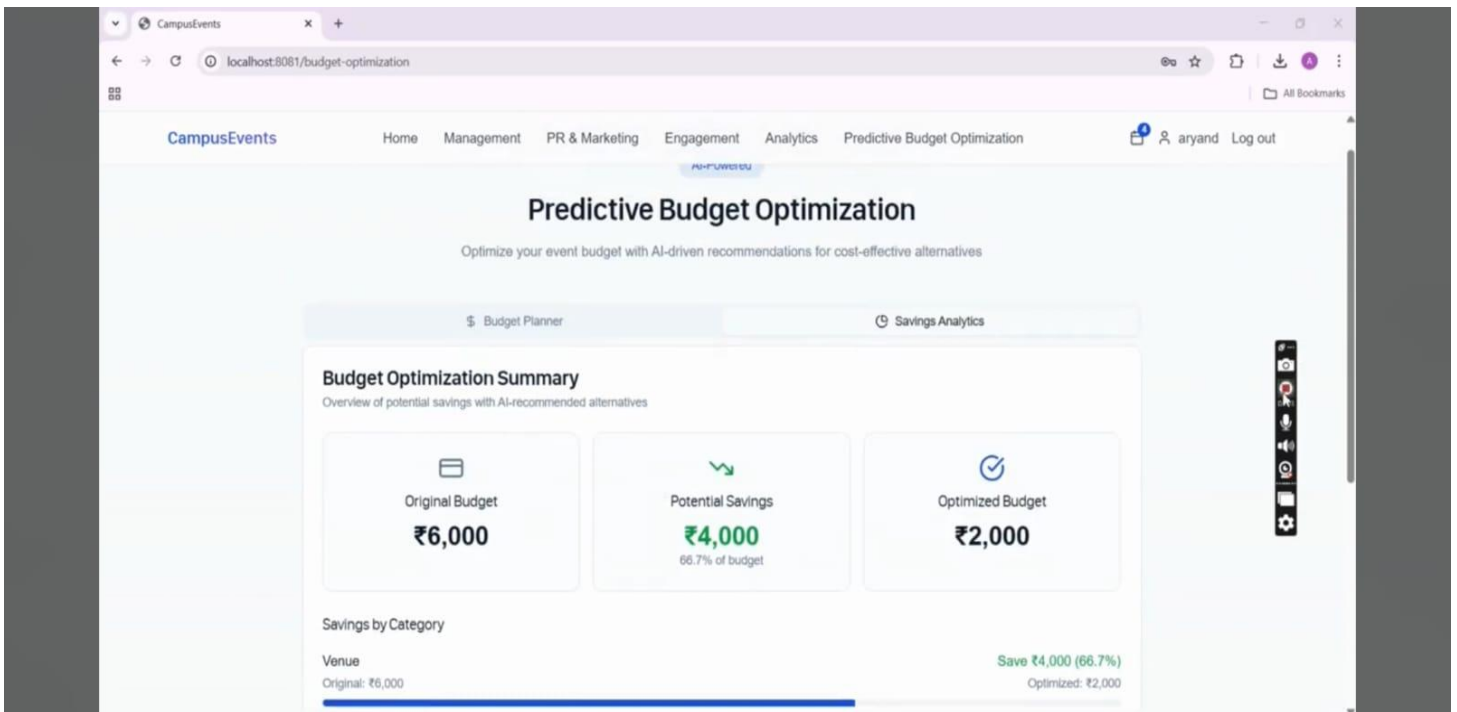 CampusEvents
localhost:8081/budget-optimization
All Bookmarks
CampusEvents Home Management PR & Marketing Engagement Analytics Predictive Budget Optimization 4 aryand Log out
AI-Powered
Predictive Budget Optimization
Optimize your event budget with AI-driven recommendations for cost-effective alternatives
$ Budget Planner Savings Analytics
Budget Optimization Summary
Overview of potential savings with AI-recommended alternatives
Original Budget Potential Savings Optimized Budget
₹6,000 ₹4,000 ₹2,000
66.7% of budget
Savings by Category
Venue Save ₹4,000 (66.7%)
Original: ₹6,000 Optimized: ₹2,000